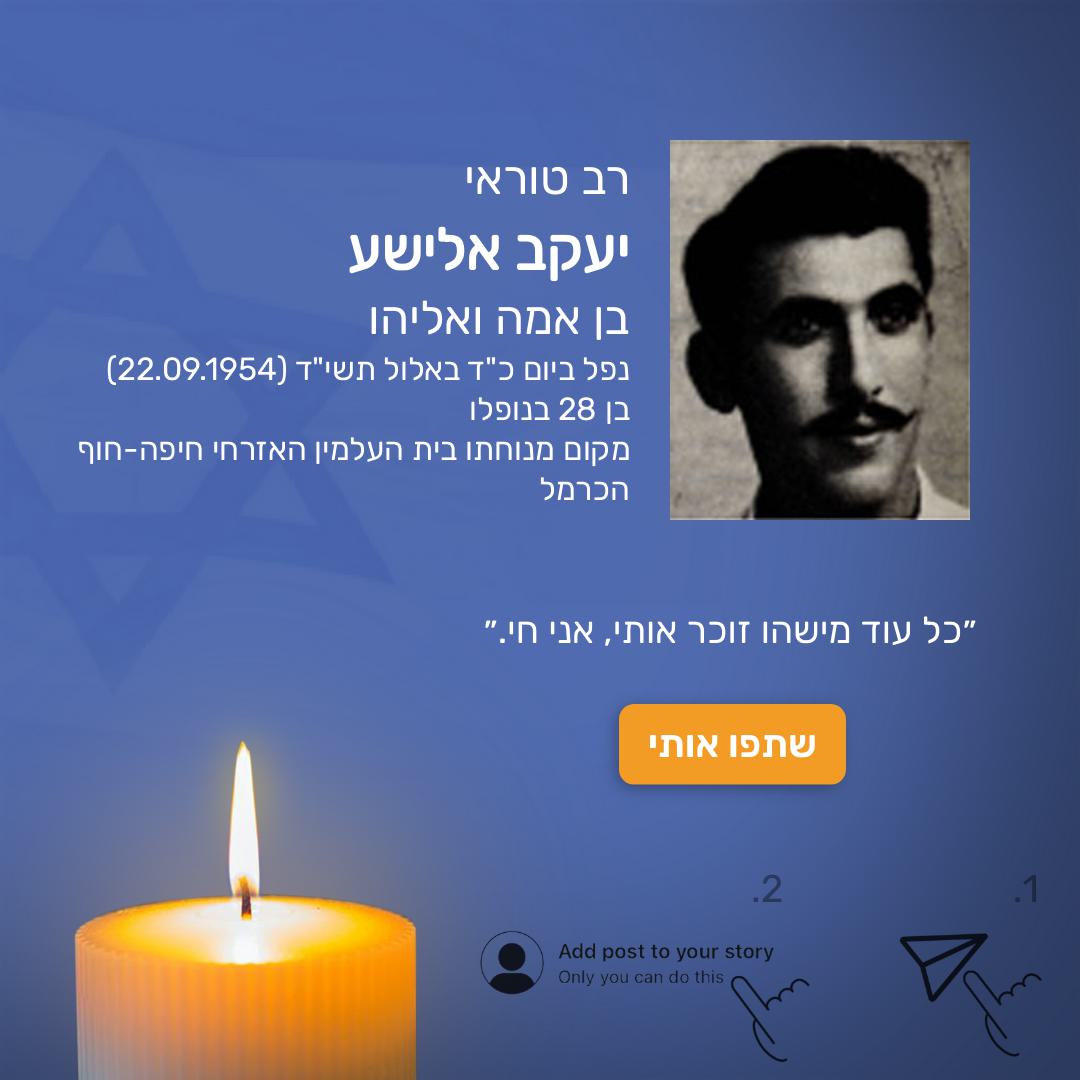 רב טוראי
יעקב אלישע
בן אמה ואליהו
נפל ביום כ"ד באלול תשי"ד (22.09.1954)
בן 28 בנופלו
מקום מנוחתו בית העלמין האזרחי חיפה-חוף
הכרמל
״כל עוד מישהו זוכר אותי, אני חי.״
שתפו אותי
.1
.2
Add post to your story
Only you can do this